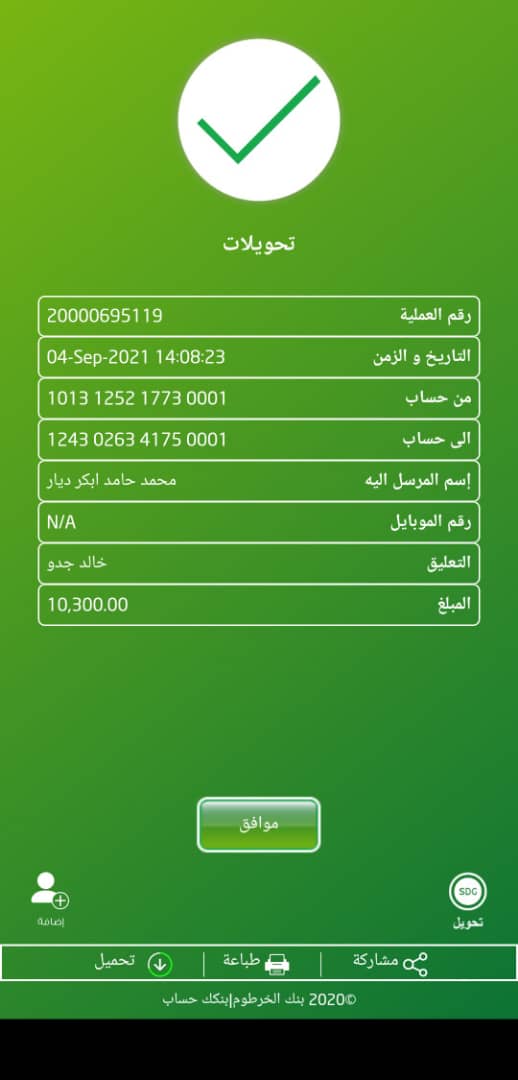 تحويلات
رقم العملية 20000695119
التاريخ و الزمن 04-Sep-2021 14:08:23
من حساب 1013 1252 1773 0001
الى حساب 1243 0263 4175 0001
إسم المرسل اليه محمد حامد ابكر ديار
رقم الموبايل N/A
التعليق خالد جدو
المبلغ 10,300.00
موافق
SDG
تحويل
إضافة
مشاركة طباعة تحميل
©2020 بنك الخرطوم|بنكك حساب